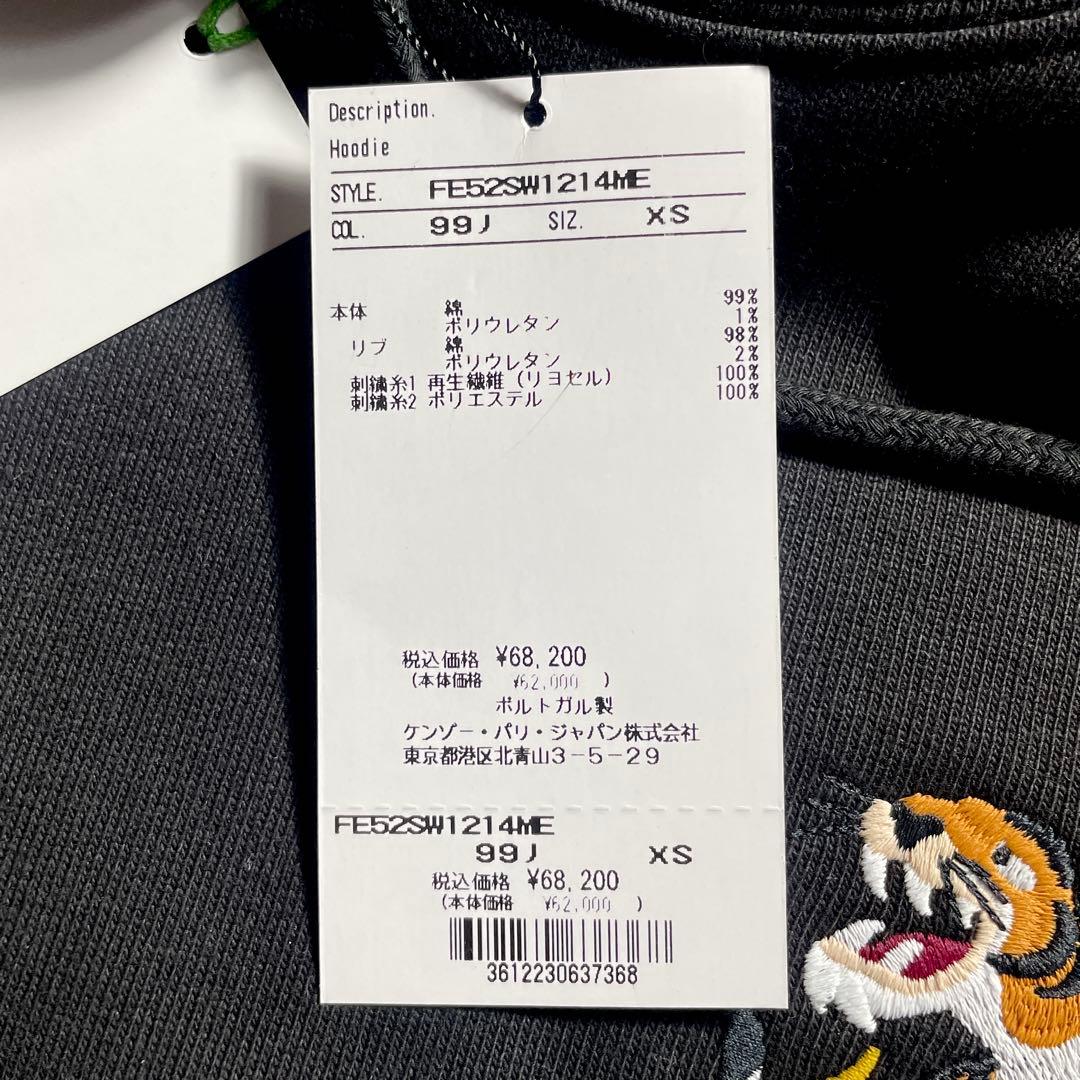 Description.
Hoodie
STYLE. FE52SW1214ME
COL. 99J SIZ. XS
本体 綿 99%
ポリウレタン 1%
リブ 綿 98%
ポリウレタン 2%
刺繍糸1 再生繊維(リヨセル) 100%
刺繍糸2 ポリエステル 100%
税込価格 ¥68,200
(本体価格 ¥62,000 )
ポルトガル製
ケンゾー・パリ・ジャパン株式会社
東京都港区北青山3-5-29
FE52SW1214ME
99J XS
税込価格 ¥68,200
(本体価格 ¥62,000 )
3612230637368